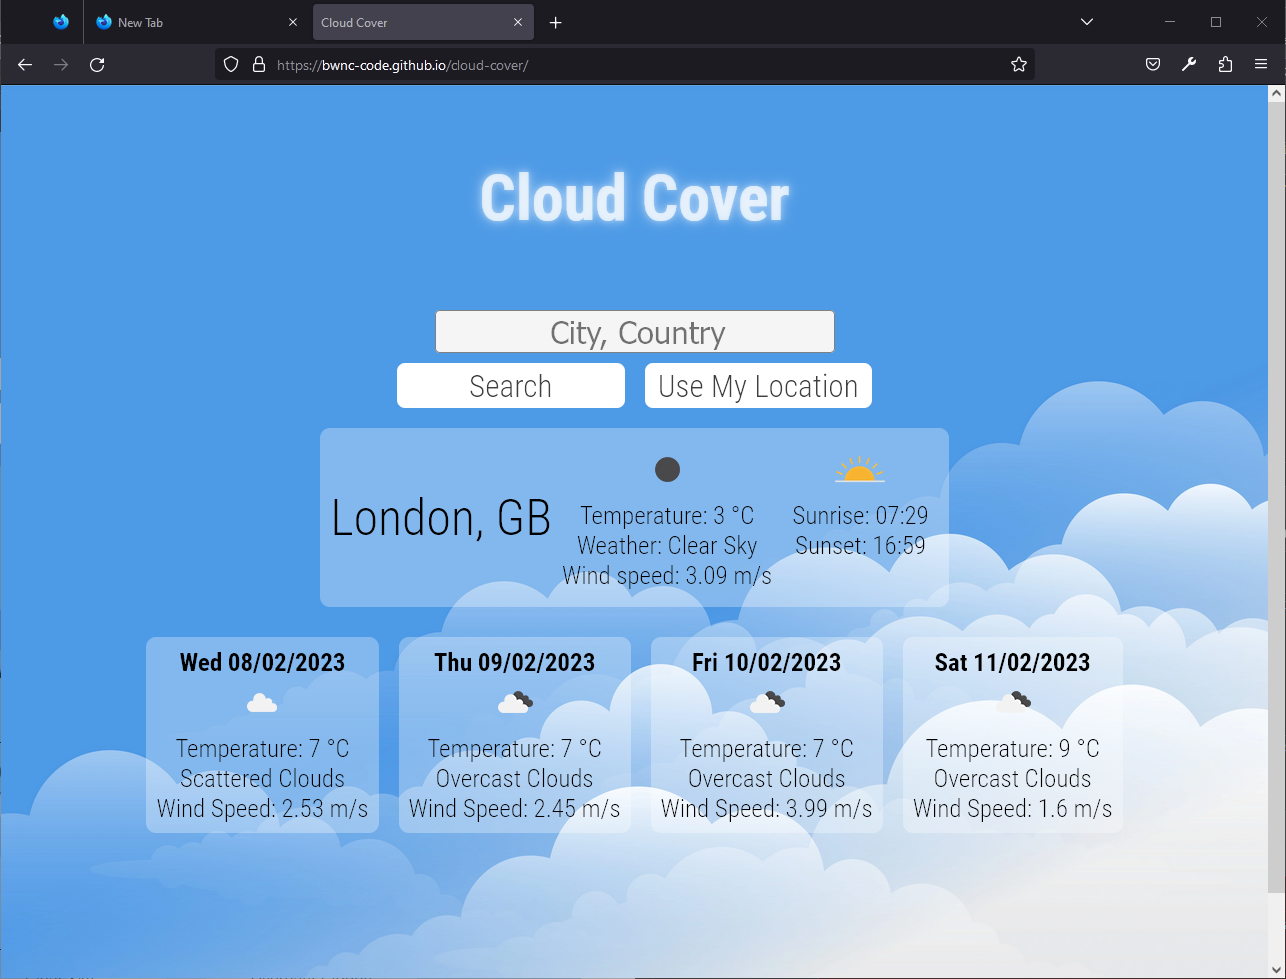 New Tab
Cloud Cover
https://bwnc-code.github.io/cloud-cover/
Cloud Cover
City, Country
Search
Use My Location
London, GB
Temperature: 3 °C
Weather: Clear Sky
Wind speed: 3.09 m/s
Sunrise: 07:29
Sunset: 16:59
Wed 08/02/2023
Temperature: 7 °C
Scattered Clouds
Wind Speed: 2.53 m/s
Thu 09/02/2023
Temperature: 7 °C
Overcast Clouds
Wind Speed: 2.45 m/s
Fri 10/02/2023
Temperature: 7 °C
Overcast Clouds
Wind Speed: 3.99 m/s
Sat 11/02/2023
Temperature: 9 °C
Overcast Clouds
Wind Speed: 1.6 m/s